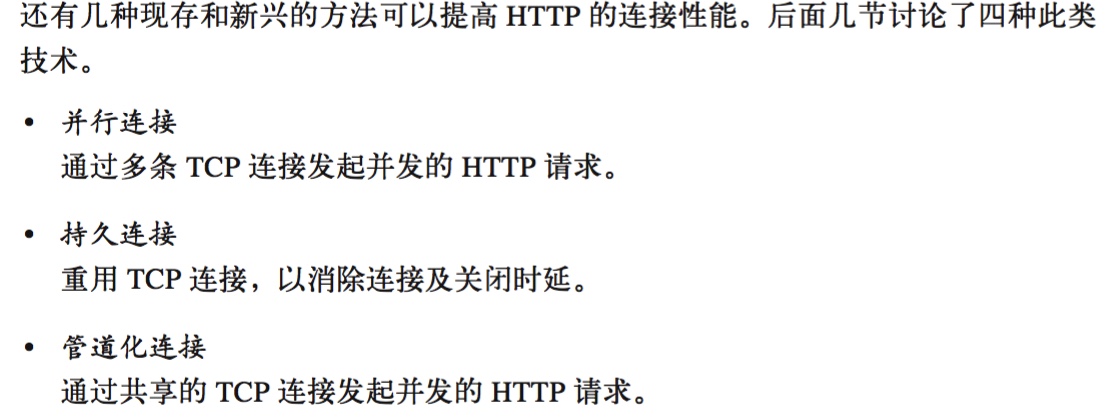 还有几种现存和新兴的方法可以提高 HTTP 的连接性能。后面几节讨论了四种此类
技术。
• 并行连接
通过多条 TCP 连接发起并发的 HTTP 请求。
• 持久连接
重用 TCP 连接，以消除连接及关闭时延。
• 管道化连接
通过共享的 TCP 连接发起并发的 HTTP 请求。